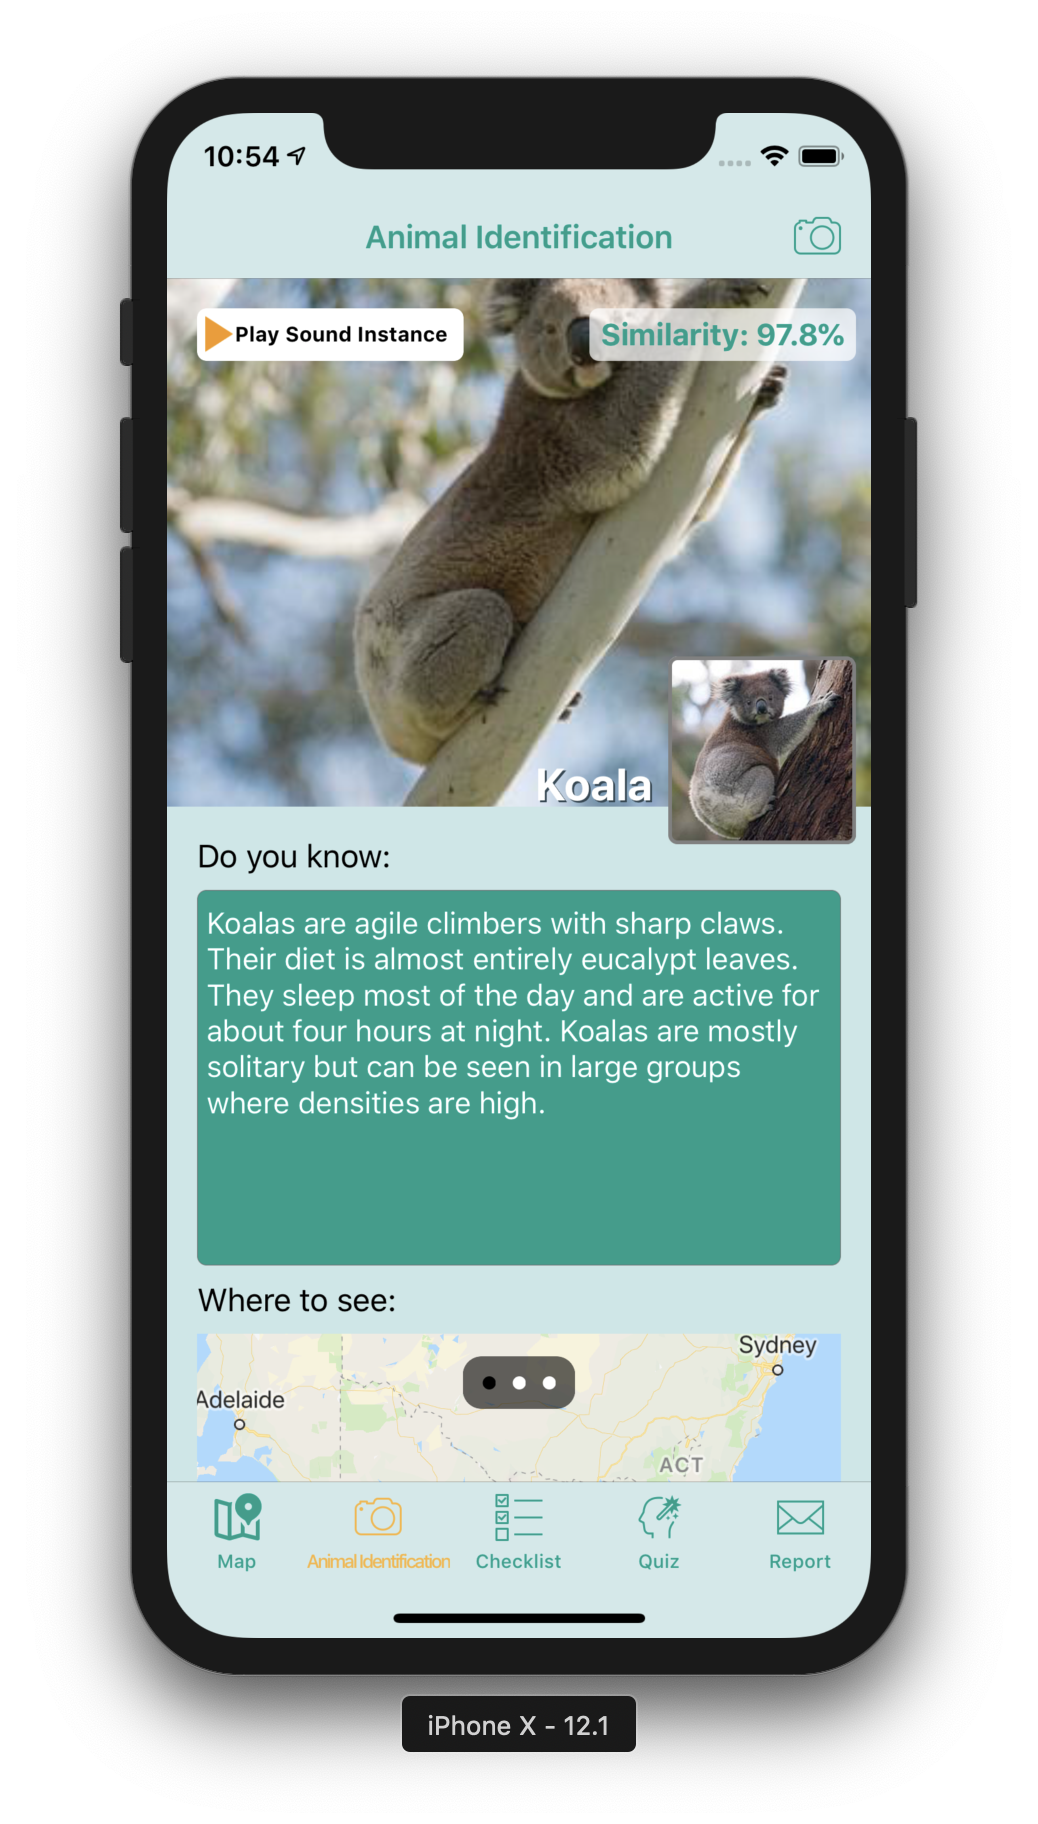 10:54
Animal Identification
Play Sound Instance
Similarity: 97.8%
Koala
Do you know:
Koalas are agile climbers with sharp claws.
Their diet is almost entirely eucalypt leaves.
They sleep most of the day and are active for
about four hours at night. Koalas are mostly
solitary but can be seen in large groups
where densities are high.
Where to see:
Sydney
Adelaide
ACT
Map
Animal Identification
Checklist
Quiz
Report
iPhone X - 12.1